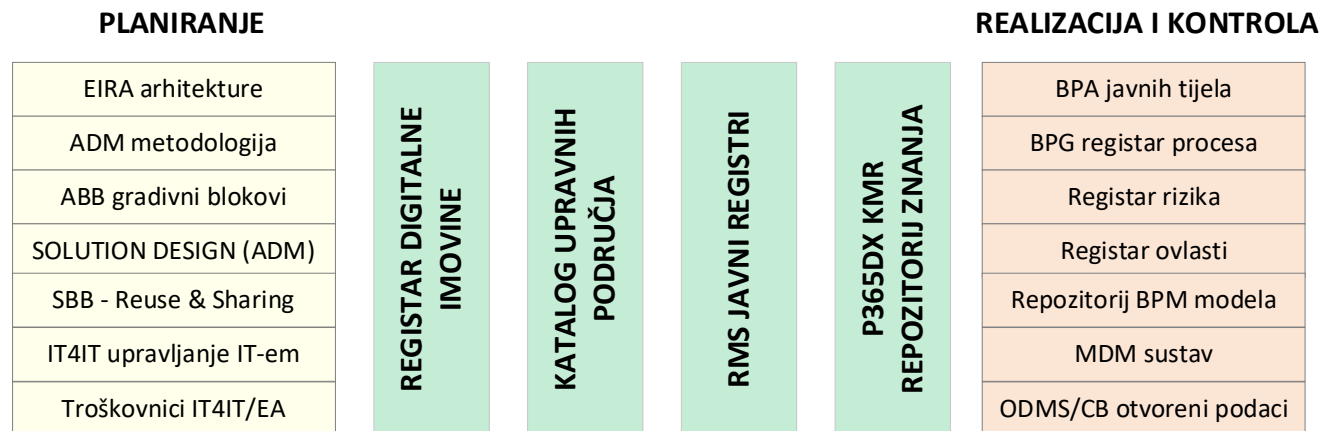 PLANIRANJE
EIRA arhitekture
ADM metodologija
ABB gradivni blokovi
SOLUTION DESIGN (ADM)
SBB - Reuse & Sharing
IT4IT upravljanje IT-em
Troškovnici IT4IT/EA
REGISTAR DIGITALNE
IMOVINE
KATALOG UPRAVNIH
PODRUČJA
RMS JAVNI REGISTRI
P365DX KMR
REPOZITORIJ ZNANJA
REALIZACIJA I KONTROLA
BPA javnih tijela
BPG registar procesa
Registar rizika
Registar ovlasti
Repozitorij BPM modela
MDM sustav
ODMS/CB otvoreni podaci